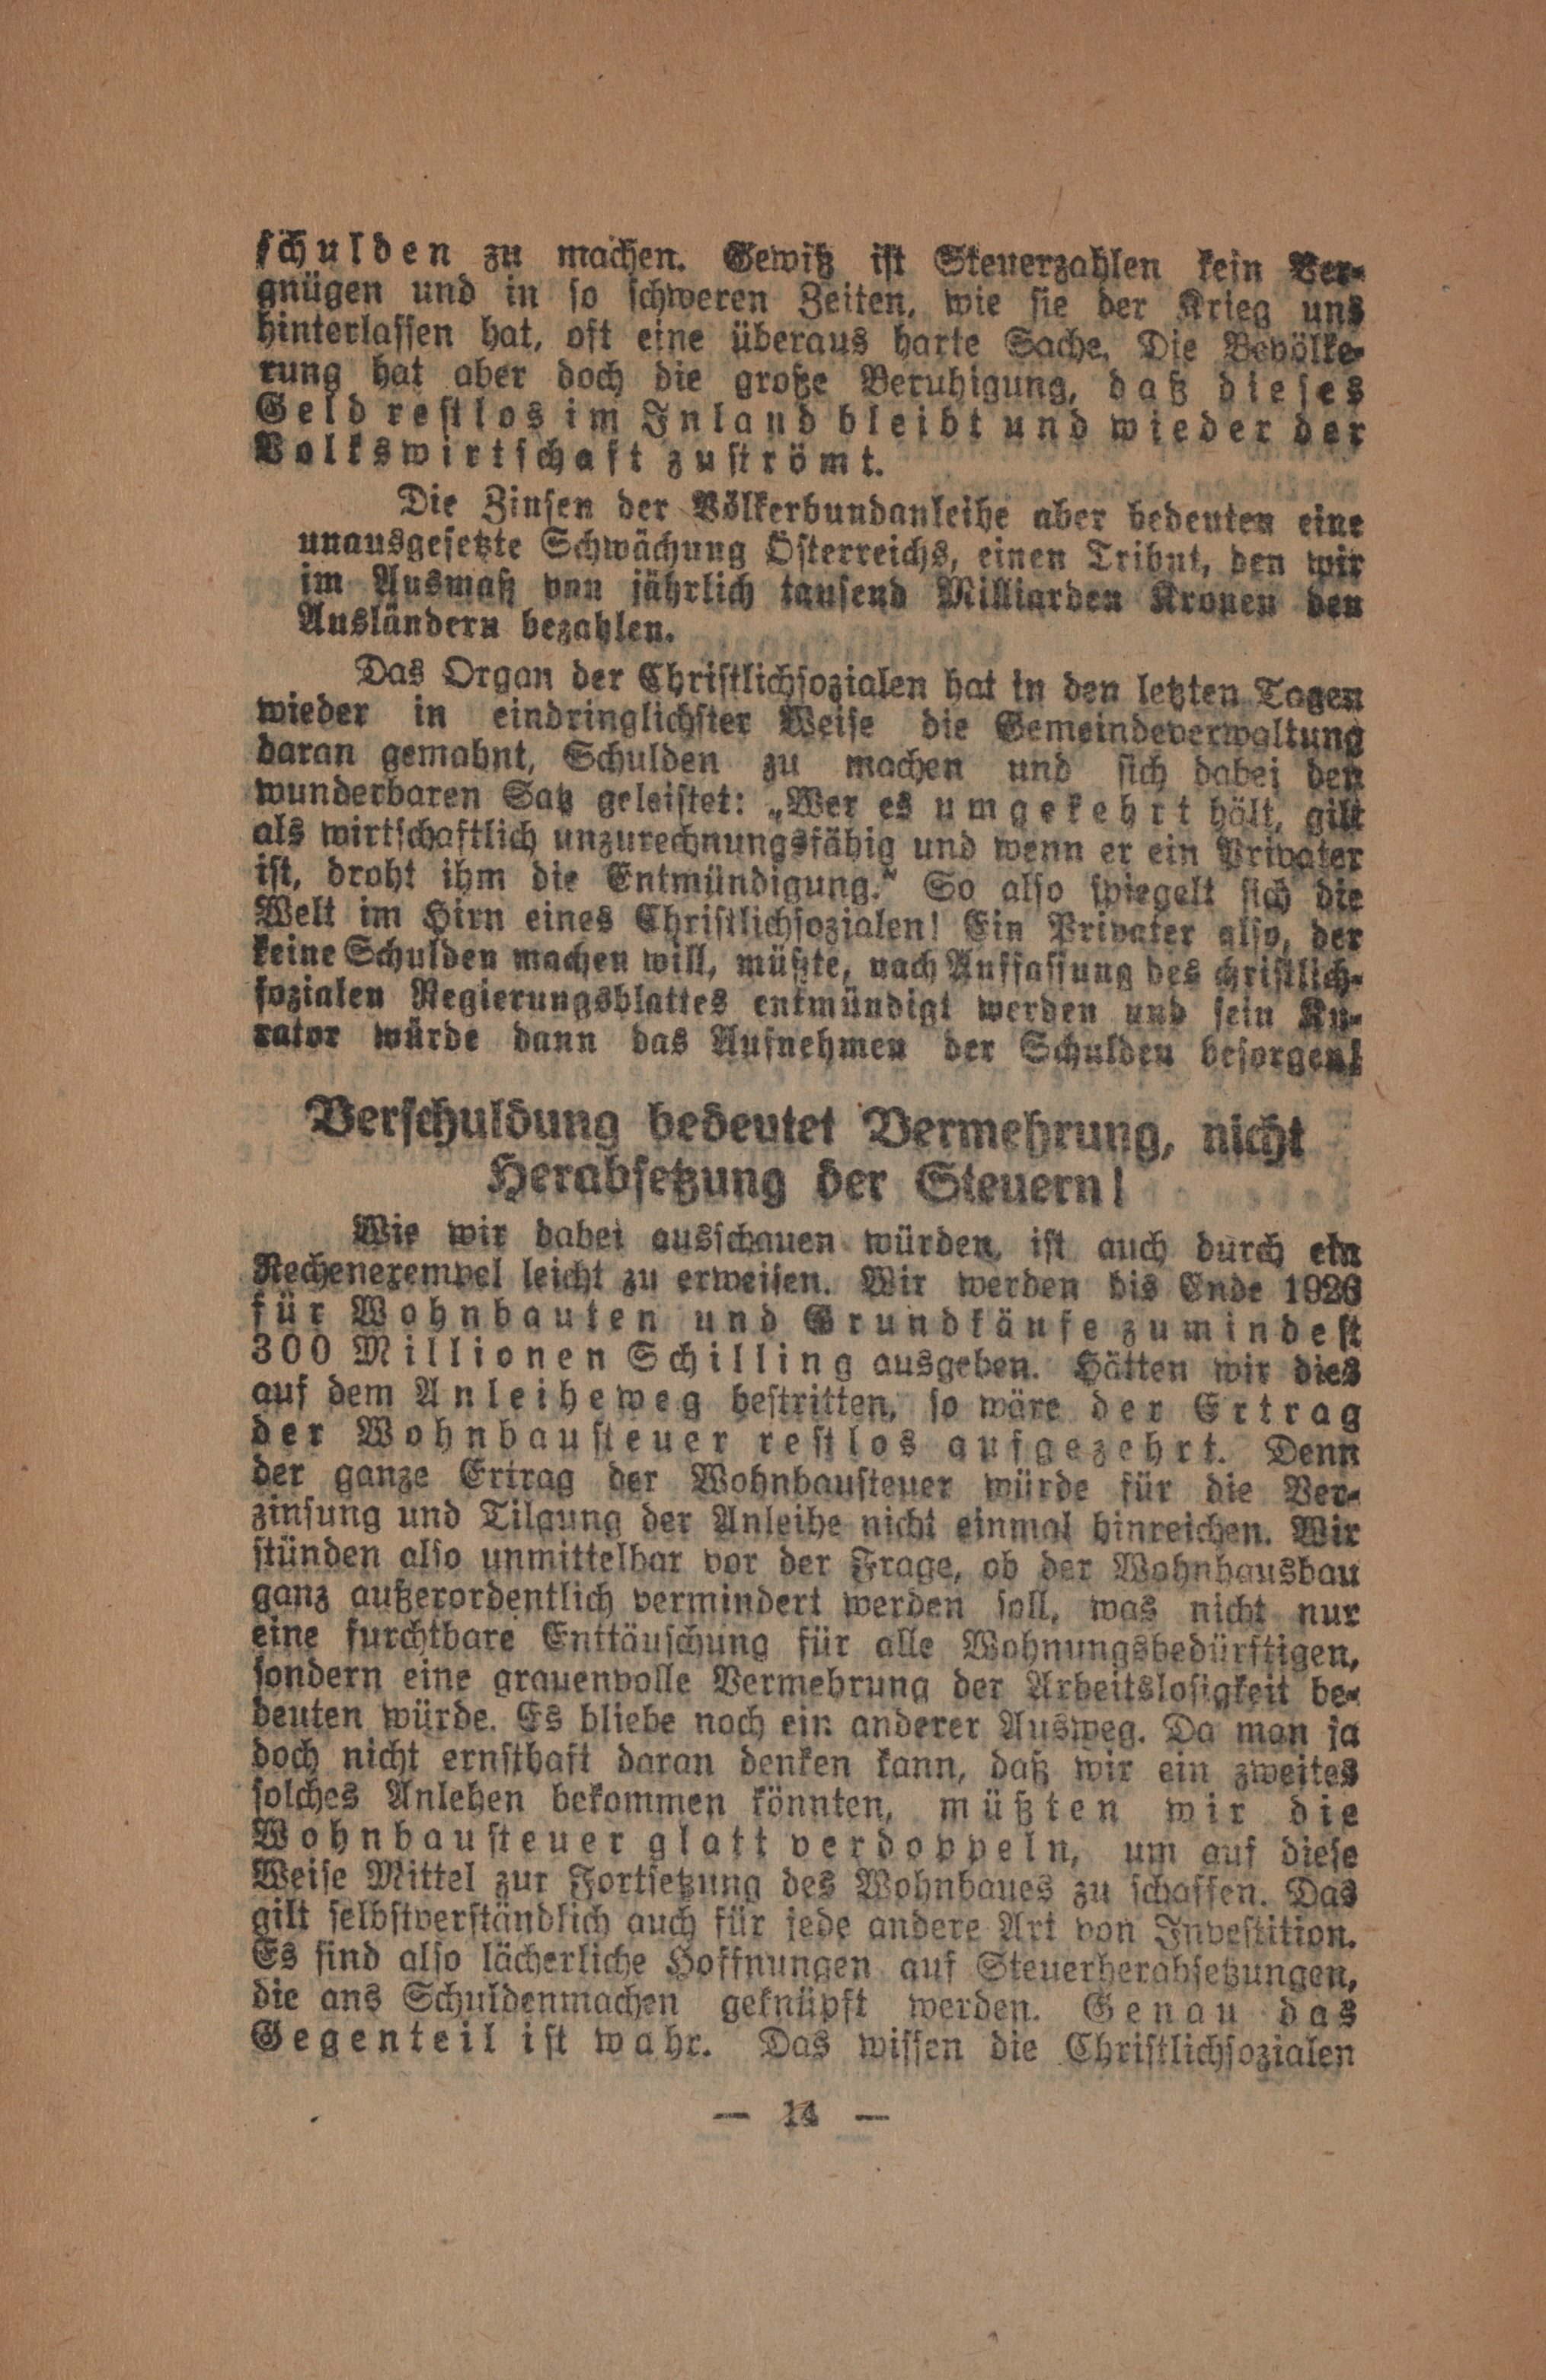 schulden zu machen. Gewiß ist Steuerzahlen kein Ver-
gnügen und in so schweren Zeiten, wie sie der Krieg uns
hinterlassen hat, oft eine überaus harte Sache. Die Bevölke-
rung hat aber doch die große Beruhigung, daß dieses
Geld restlos im Inland bleibt und wieder der
Volkswirtschaft zuströmt.
Die Zinsen der Völkerbundanleihe aber bedeuten eine
unausgesetzte Schwächung Österreichs, einen Tribut, den wir
im Ausmaß von jährlich tausend Milliarden Kronen den
Ausländern bezahlen.
Das Organ der Christlichsozialen hat in den letzten Tagen
wieder in eindringlichster Weise die Gemeindeverwaltung
daran gemahnt, Schulden zu machen und sich dabei den
wunderbaren Satz geleistet: „Wer es umgekehrt hält, gilt
als wirtschaftlich unzurechnungsfähig und wenn er ein Privater
ist, droht ihm die Entmündigung." So also spiegelt sich die
Welt im Hirn eines Christlichsozialen! Ein Privater also, der
keine Schulden machen will, müßte, nach Auffassung des christlich-
sozialen Regierungsblattes entmündigt werden und sein Ku-
rator würde dann das Aufnehmen der Schulden besorgen!
Verschuldung bedeutet Vermehrung, nicht
Herabsetzung der Steuern!
Wie wir dabei ausschauen würden, ist auch durch ein
Rechenexempel leicht zu erweisen. Wir werden bis Ende 1926
für Wohnbauten und Grundkäufe zumindest
300 Millionen Schilling ausgeben. Hätten wir dies
auf dem Anleiheweg bestritten, so wäre der Ertrag
der Wohnbausteuer restlos aufgezehrt. Denn
der ganze Ertrag der Wohnbausteuer würde für die Ver-
zinsung und Tilgung der Anleihe nicht einmal hinreichen. Wir
stünden also unmittelbar vor der Frage, ob der Wohnhausbau
ganz außerordentlich vermindert werden soll, was nicht nur
eine furchtbare Enttäuschung für alle Wohnungsbedürftigen,
sondern eine grauenvolle Vermehrung der Arbeitslosigkeit be-
deuten würde. Es bliebe noch ein anderer Ausweg. Da man ja
doch nicht ernsthaft daran denken kann, daß wir ein zweites
solches Anlehen bekommen könnten, müßten wir die
Wohnbausteuer glatt verdoppeln, um auf diese
Weise Mittel zur Fortsetzung des Wohnbaues zu schaffen. Das
gilt selbstverständlich auch für jede andere Art von Investition.
Es sind also lächerliche Hoffnungen auf Steuerherabsetzungen,
die ans Schuldenmachen geknüpft werden. Genau das
Gegenteil ist wahr. Das wissen die Christlichsozialen
— 14 —